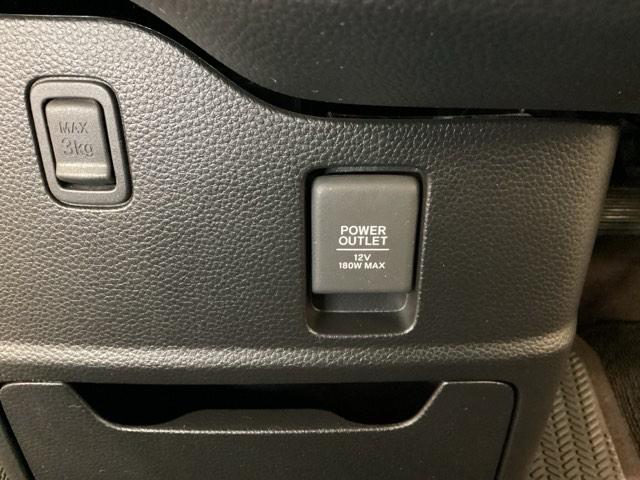 MAX
3kg
POWER
OUTLET
12V
180W MAX